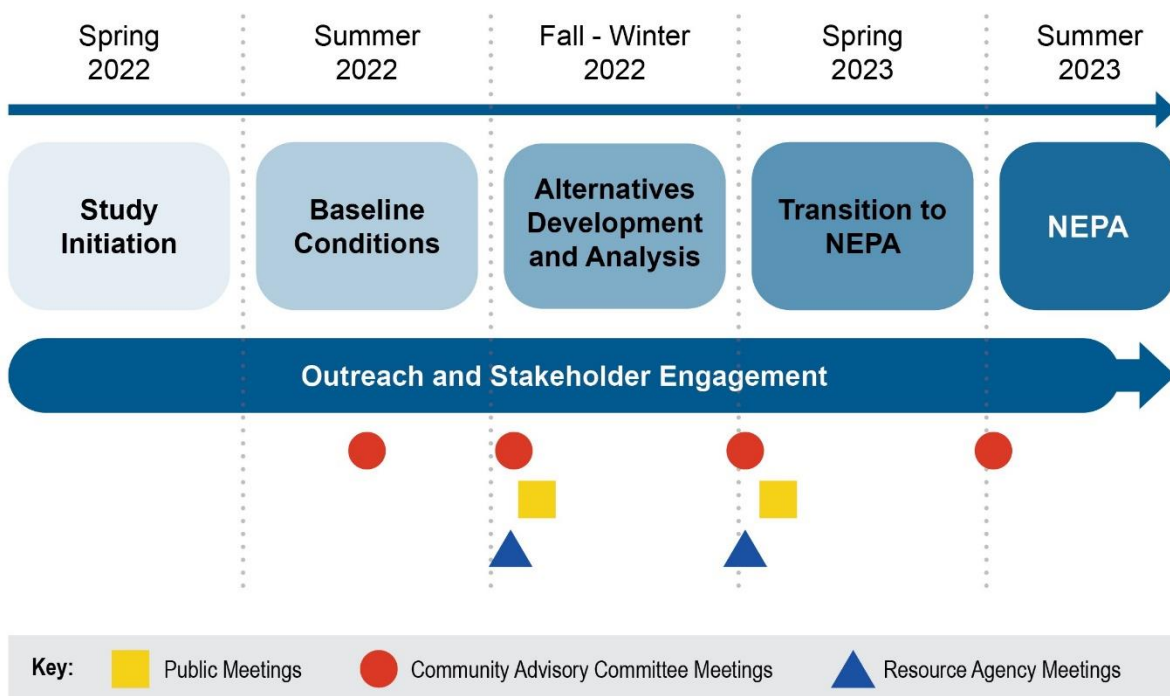 Spring
2022
Summer
2022
Fall - Winter
2022
Spring
2023
Summer
2023
Study
Initiation
Baseline
Conditions
Alternatives
Development
and Analysis
Transition to
NEPA
NEPA
Outreach and Stakeholder Engagement
Key:
Public Meetings
Community Advisory Committee Meetings
Resource Agency Meetings